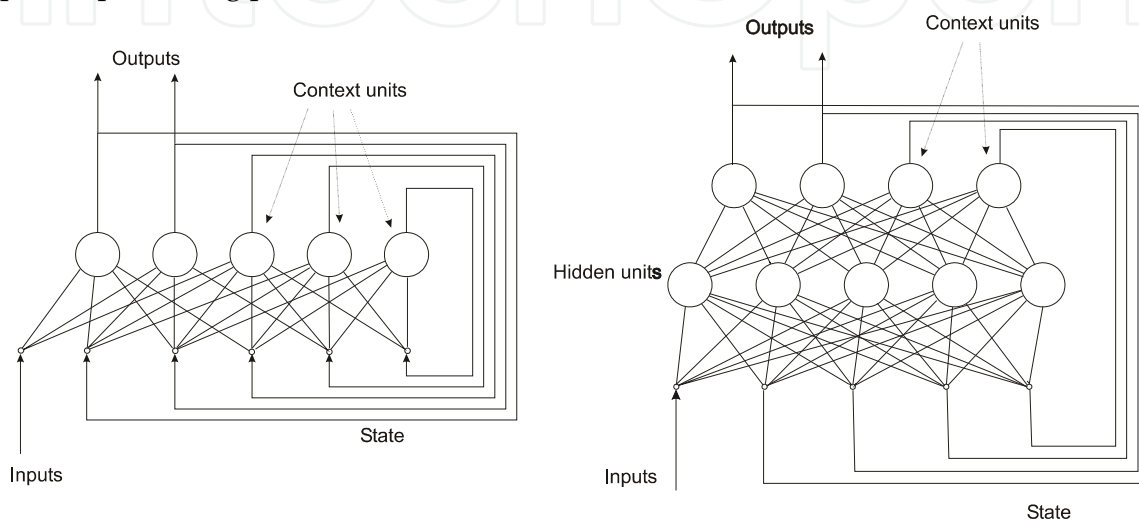 Outputs
Context units
State
Inputs
Outputs
Context units
Hidden units
Inputs
State